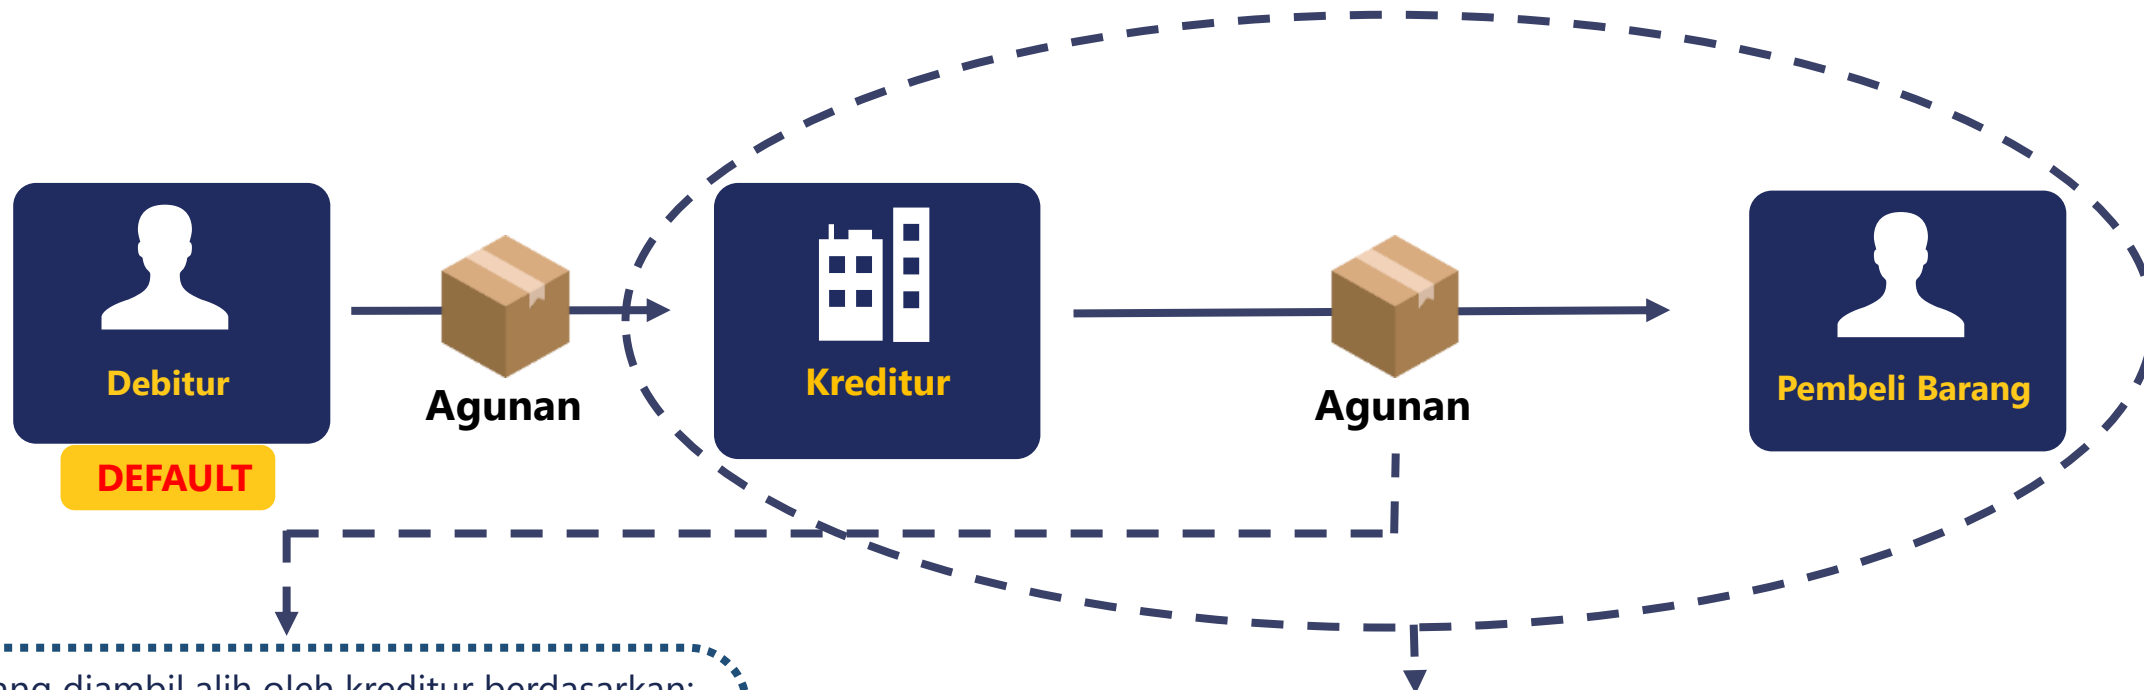 Debitur
DEFAULT
Agunan
Kreditur
Agunan
Pembeli Barang
diambil alih oleh kreditur berdasarkan: